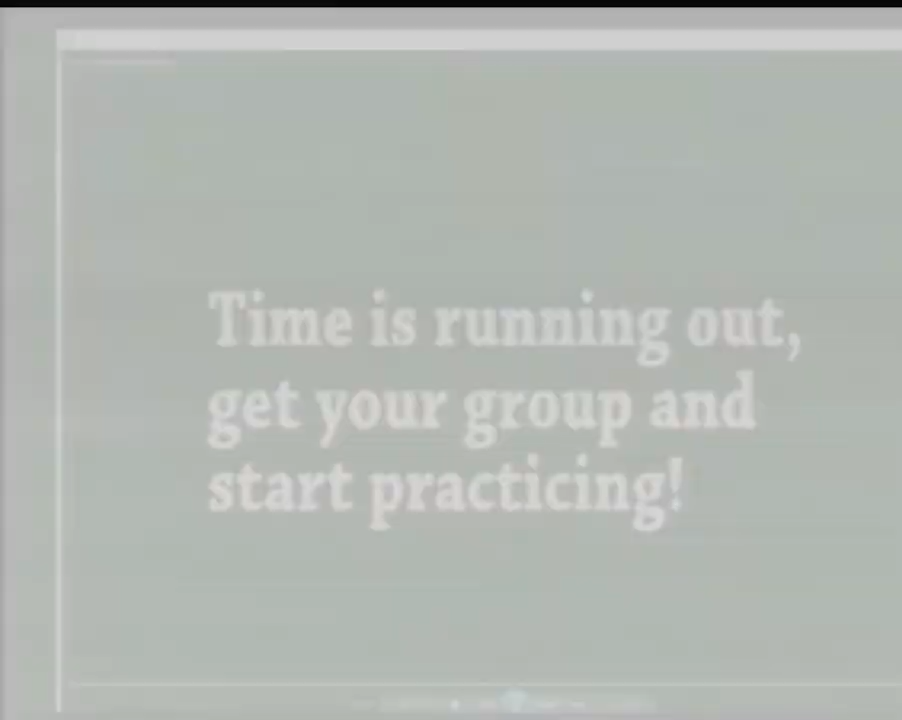 Time is running out,
get your group and
start practicing!